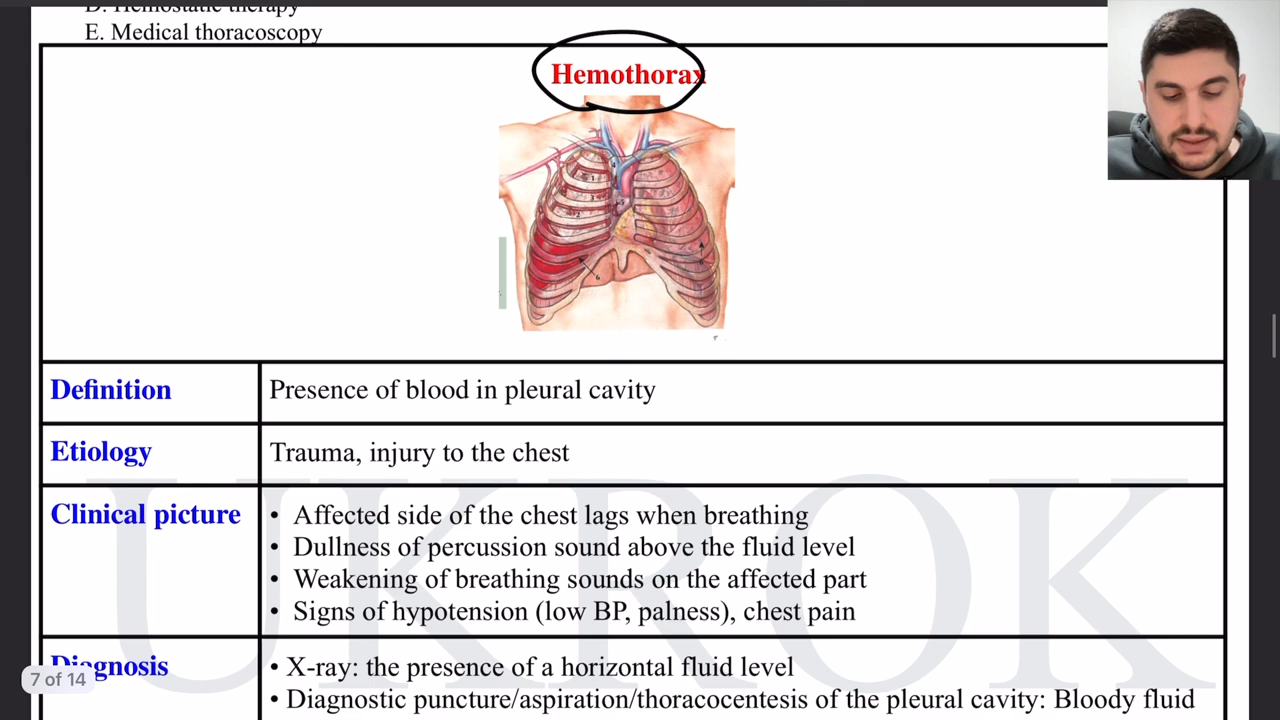 D. Hemostatic therapy
E. Medical thoracoscopy
Hemothorax
Definition
Presence of blood in pleural cavity
Etiology
Trauma, injury to the chest
Clinical picture
• Affected side of the chest lags when breathing
• Dullness of percussion sound above the fluid level
• Weakening of breathing sounds on the affected part
• Signs of hypotension (low BP, palness), chest pain
Diagnosis
• X-ray: the presence of a horizontal fluid level
• Diagnostic puncture/aspiration/thoracocentesis of the pleural cavity: Bloody fluid
7 of 14
UKROK